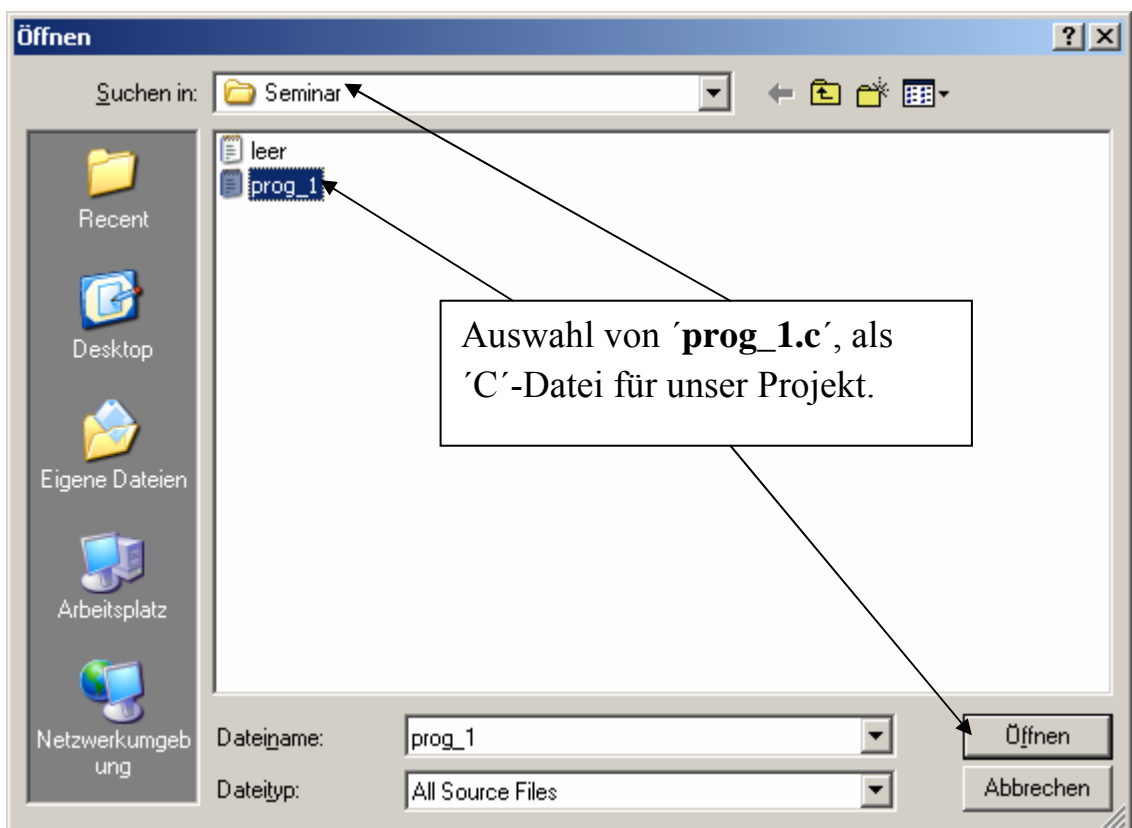 Öffnen
Suchen in:
Seminar
leer
prog_1
Recent
Desktop
Eigene Dateien
Arbeitsplatz
Netzwerkumgeb
ung
Auswahl von ´prog_1.c´, als
´C´-Datei für unser Projekt.
Dateiname:
prog_1
Öffnen
Dateityp:
All Source Files
Abbrechen